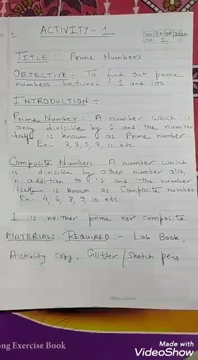 1
ACTIVITY - 1
TITLE : Prime Numbers
OBJECTIVE - To find out prime
numbers between 1 and 100
INTRODUCTION -
Prime Number - A number which is
only divisible by 1 and the number
itself is known as Prime number
Ex. 2, 3, 5, 7, 11 etc
Composite Number - A number which
is divisible by other number also,
in addition to 1 and the number
itself is known as Composite number
Ex. 4, 6, 8, 9, 10 etc
1 is neither prime nor composite
MATERIALS REQUIRED :- Lab Book,
Activity copy, Glitter/Sketch pens
ong Exercise Book
Made with
VideoShow